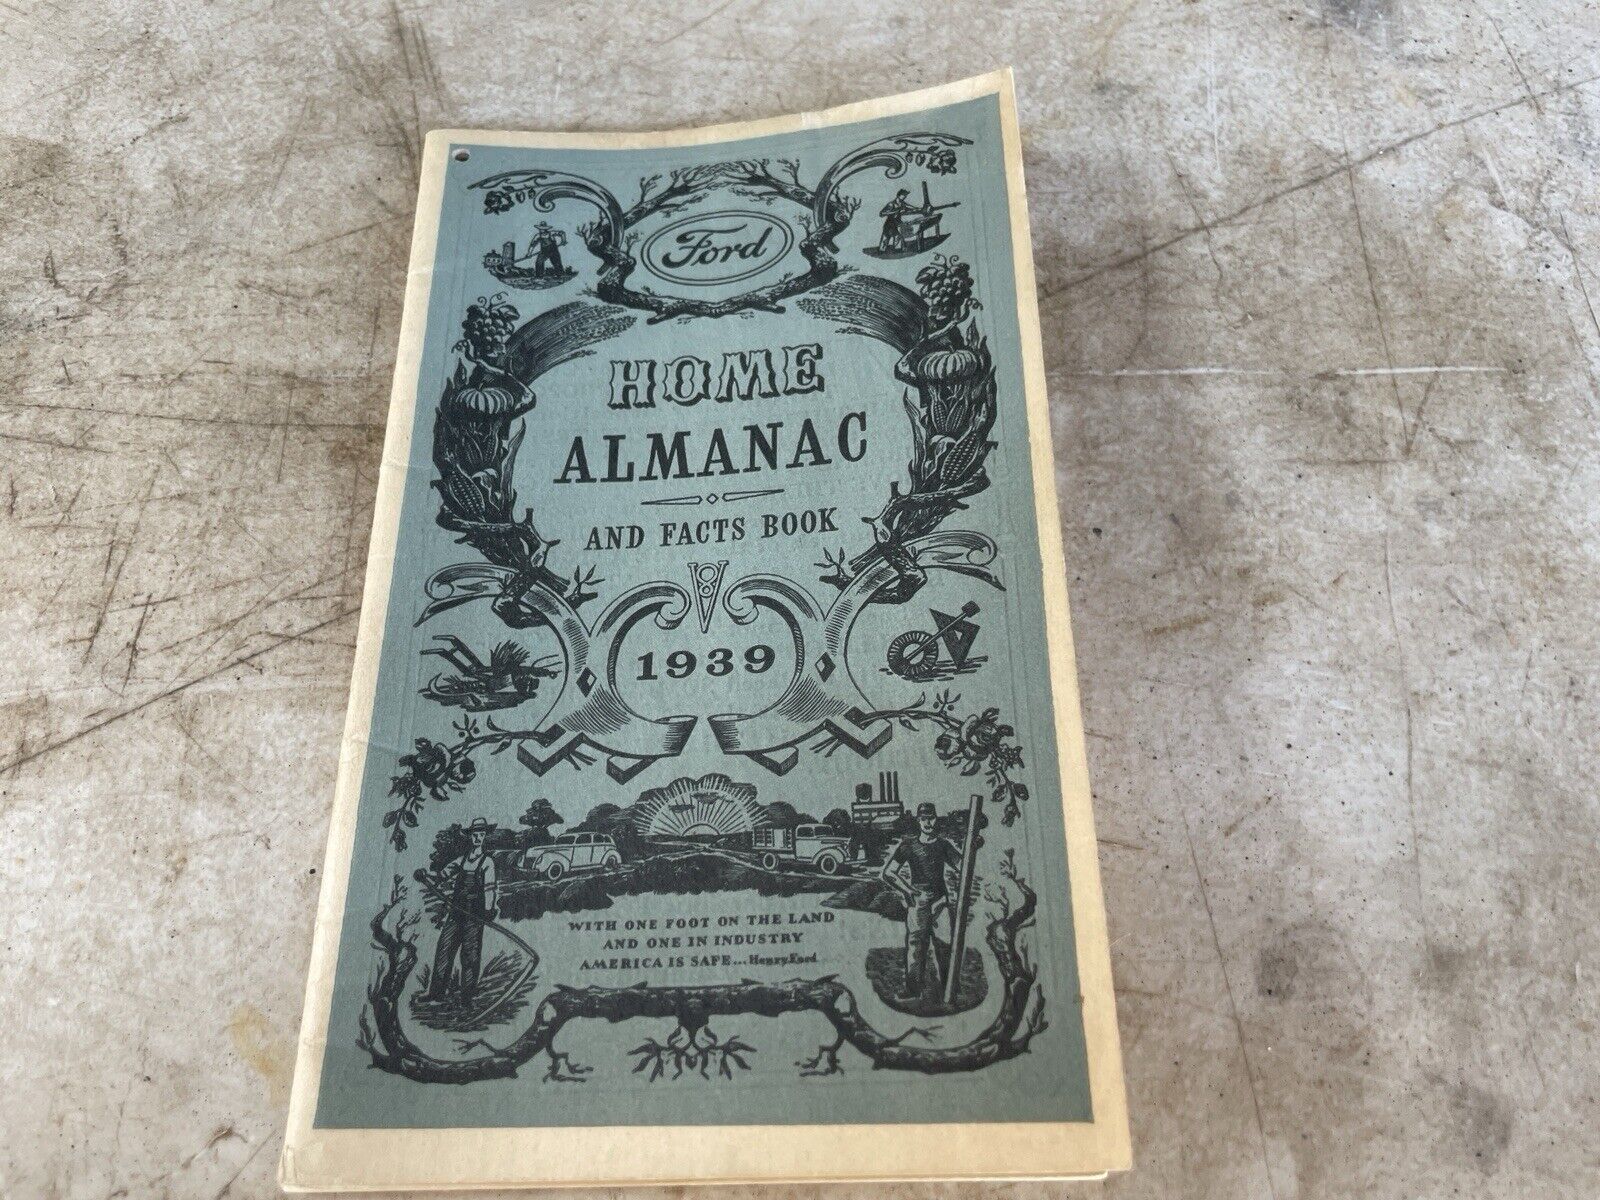 Ford
HOME
ALMANAC
AND FACTS BOOK
V8
1939
WITH ONE FOOT ON THE LAND
AND ONE IN INDUSTRY
AMERICA IS SAFE... Henry Ford